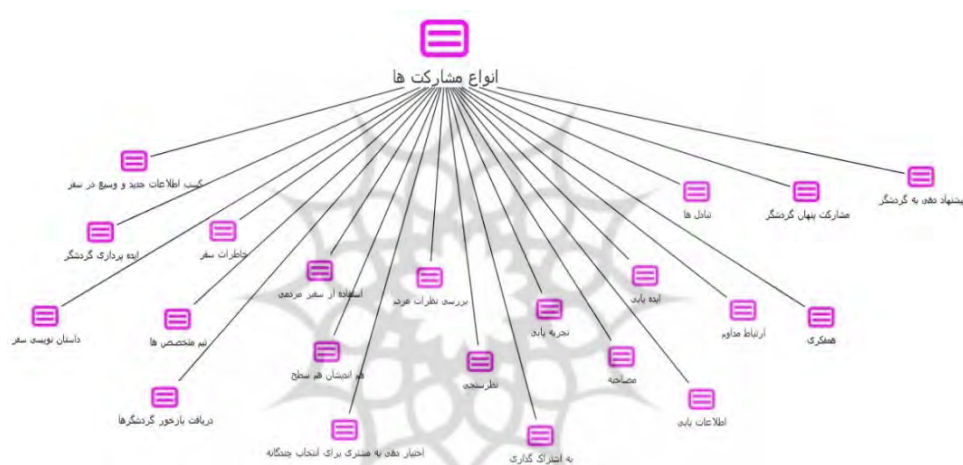 انواع مشارکت ها
کسب اطلاعات جدید و وسیع در سفر
پیشنهاد دهی به گردشگر
مشارکت پنهان گردشگر
تبادل ها
ایده پردازی گردشگر
خاطرات سفر
استفاده از سفیر مردمی
بررسی نظرات مردم
ایده یابی
تجربه یابی
ارتباط مداوم
همفکری
داستان نویسی سفر
تیم متخصص ها
هم اندیشان هم سطح
نظرسنجی
مصاحبه
دریافت بازخور گردشگرها
اطلاعات یابی
اختیار دهی به مشتری برای انتخاب چندگانه
به اشتراک گذاری